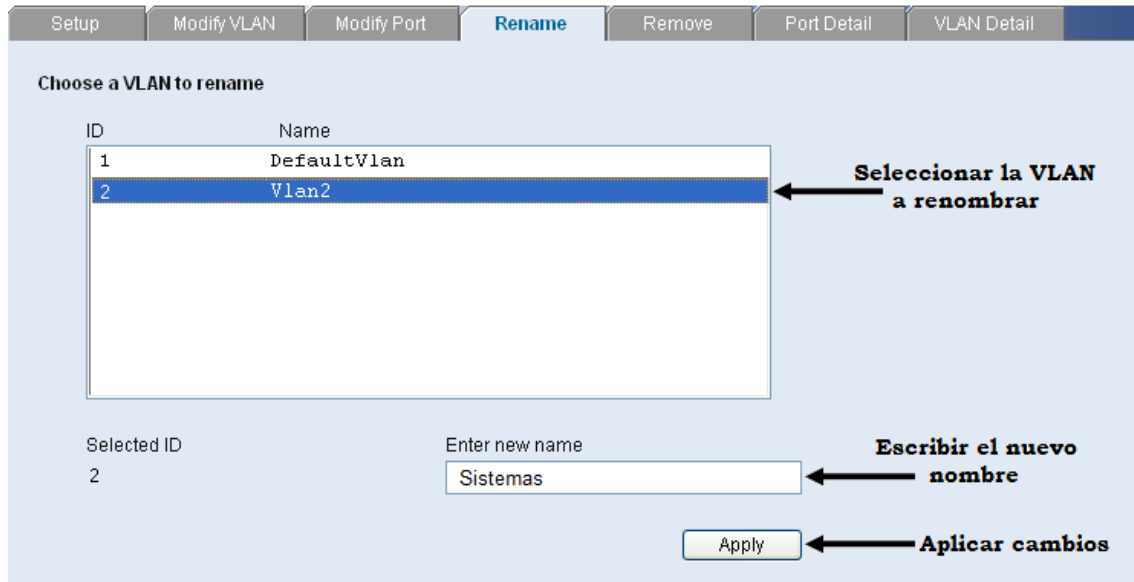 Setup Modify VLAN Modify Port Rename Remove Port Detail VLAN Detail
Choose a VLAN to rename
ID Name
1 DefaultVlan
2 Vlan2
Seleccionar la VLAN
a renombrar
Selected ID Enter new name
2 Sistemas
Escribir el nuevo
nombre
Apply Aplicar cambios